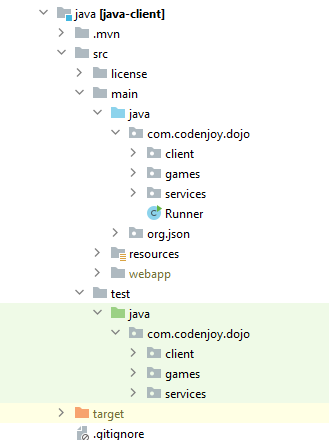 java [java-client]
.mvn
src
license
main
java
com.codenjoy.dojo
client
games
services
Runner
org.json
resources
webapp
test
java
com.codenjoy.dojo
client
games
services
target
.gitignore